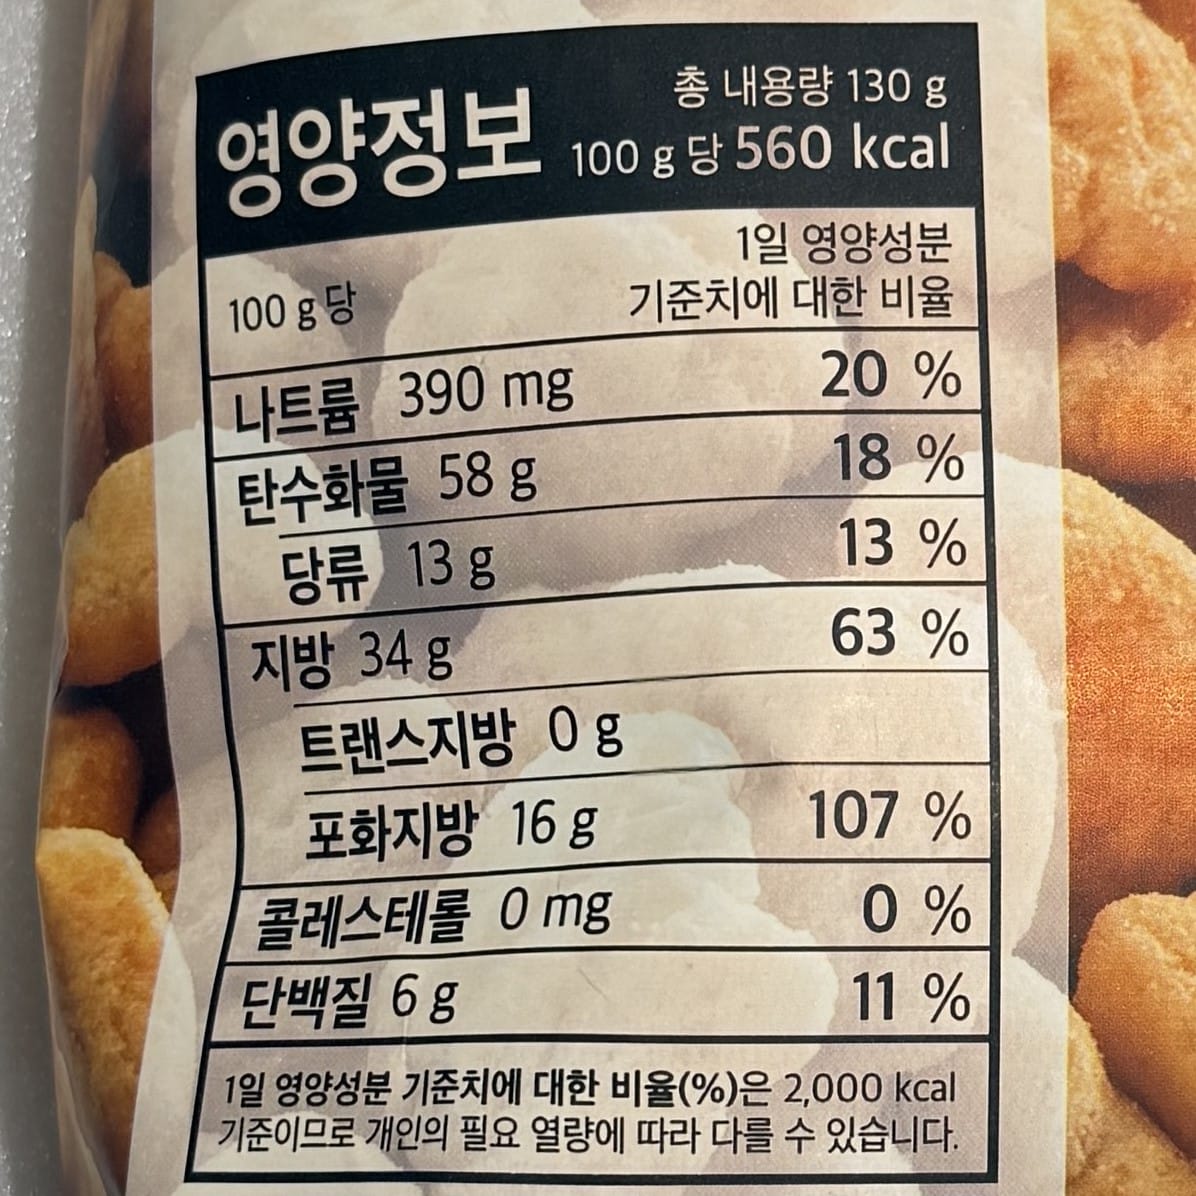 영양정보
총 내용량 130 g
100 g 당 560 kcal
100 g 당
1일 영양성분
기준치에 대한 비율
나트륨 390 mg 20 %
탄수화물 58 g 18 %
당류 13 g 13 %
지방 34 g 63 %
트랜스지방 0 g
포화지방 16 g 107 %
콜레스테롤 0 mg 0 %
단백질 6 g 11 %
1일 영양성분 기준치에 대한 비율(%)은 2,000 kcal
기준이므로 개인의 필요 열량에 따라 다를 수 있습니다.